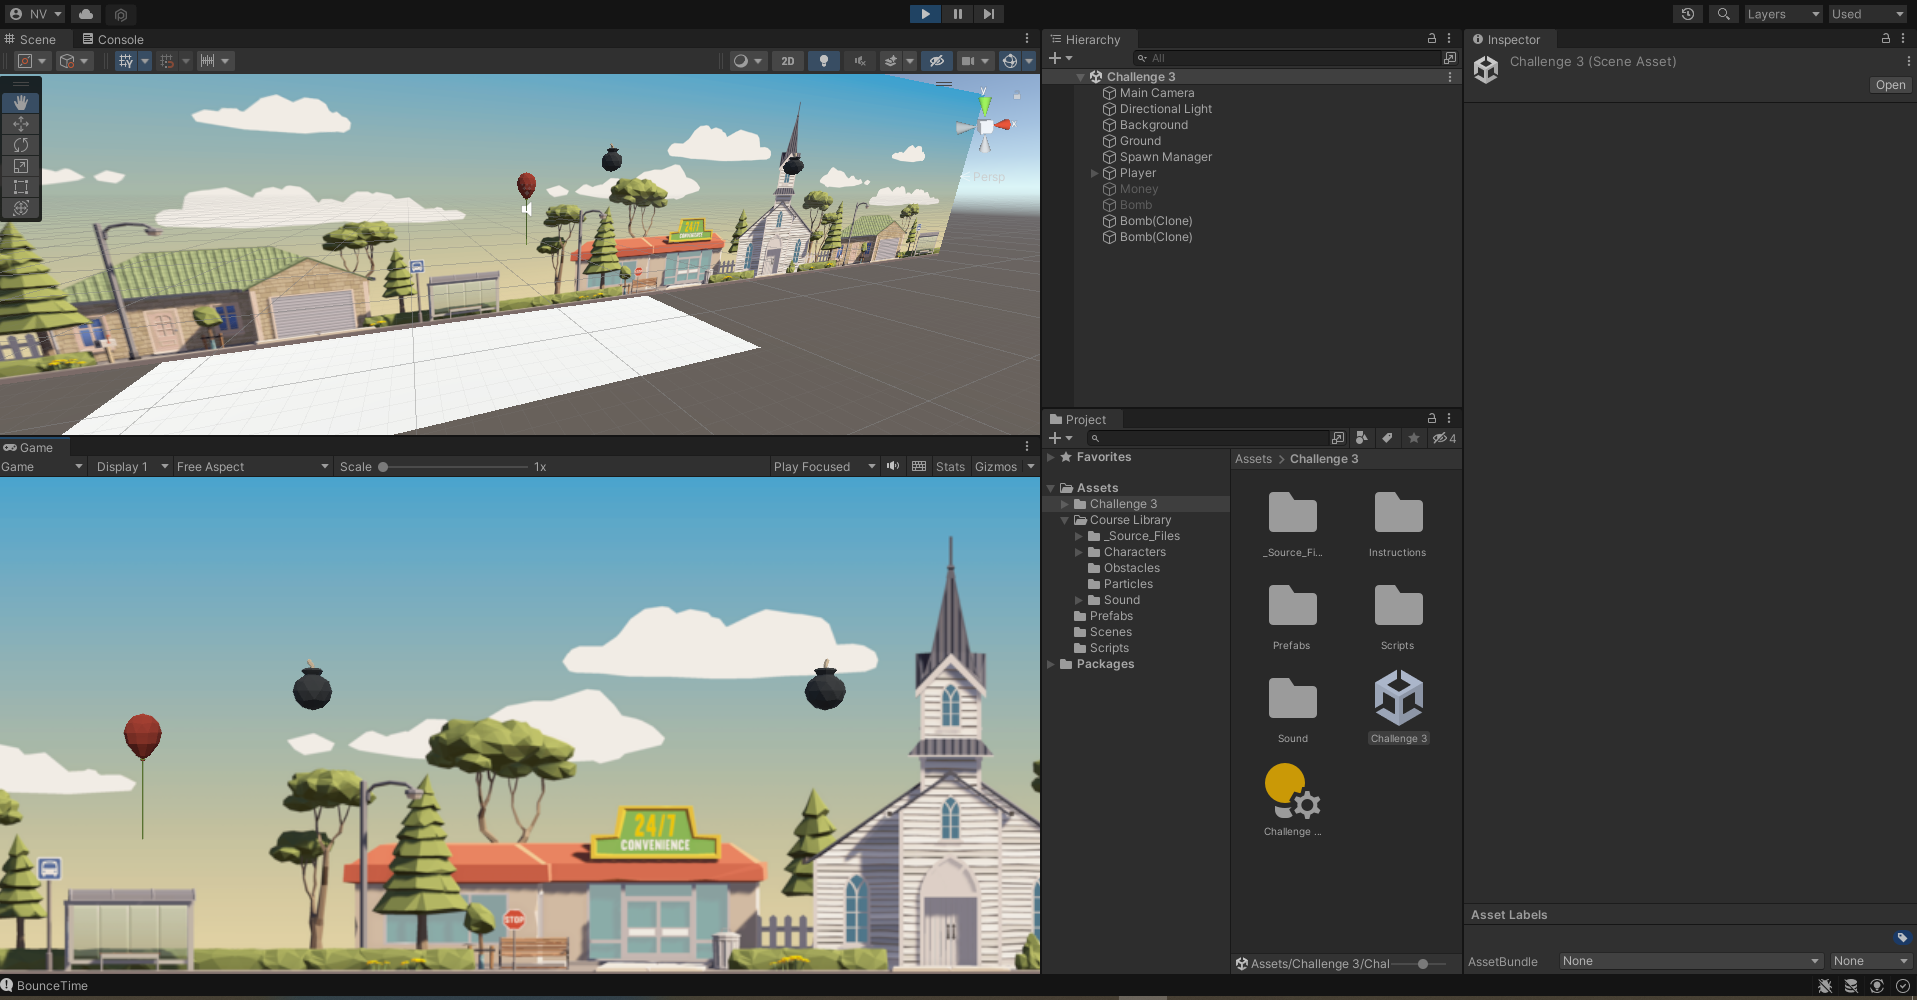 NV
Layers
Used
Scene
Console
2D
y
x
Persp
24/7
CONVENIENCE
Game
Game
Display 1
Free Aspect
Scale
1x
Play Focused
Stats
Gizmos
24/7
CONVENIENCE
STOP
BounceTime
Hierarchy
All
Challenge 3
Main Camera
Directional Light
Background
Ground
Spawn Manager
Player
Money
Bomb
Bomb(Clone)
Bomb(Clone)
Project
4
Favorites
Assets
Challenge 3
Course Library
_Source_Files
Characters
Obstacles
Particles
Sound
Prefabs
Scenes
Scripts
Packages
Assets > Challenge 3
_Source_Fi...
Instructions
Prefabs
Scripts
Sound
Challenge 3
Challenge ...
Assets/Challenge 3/Chal
Inspector
Challenge 3 (Scene Asset)
Open
Asset Labels
AssetBundle
None
None